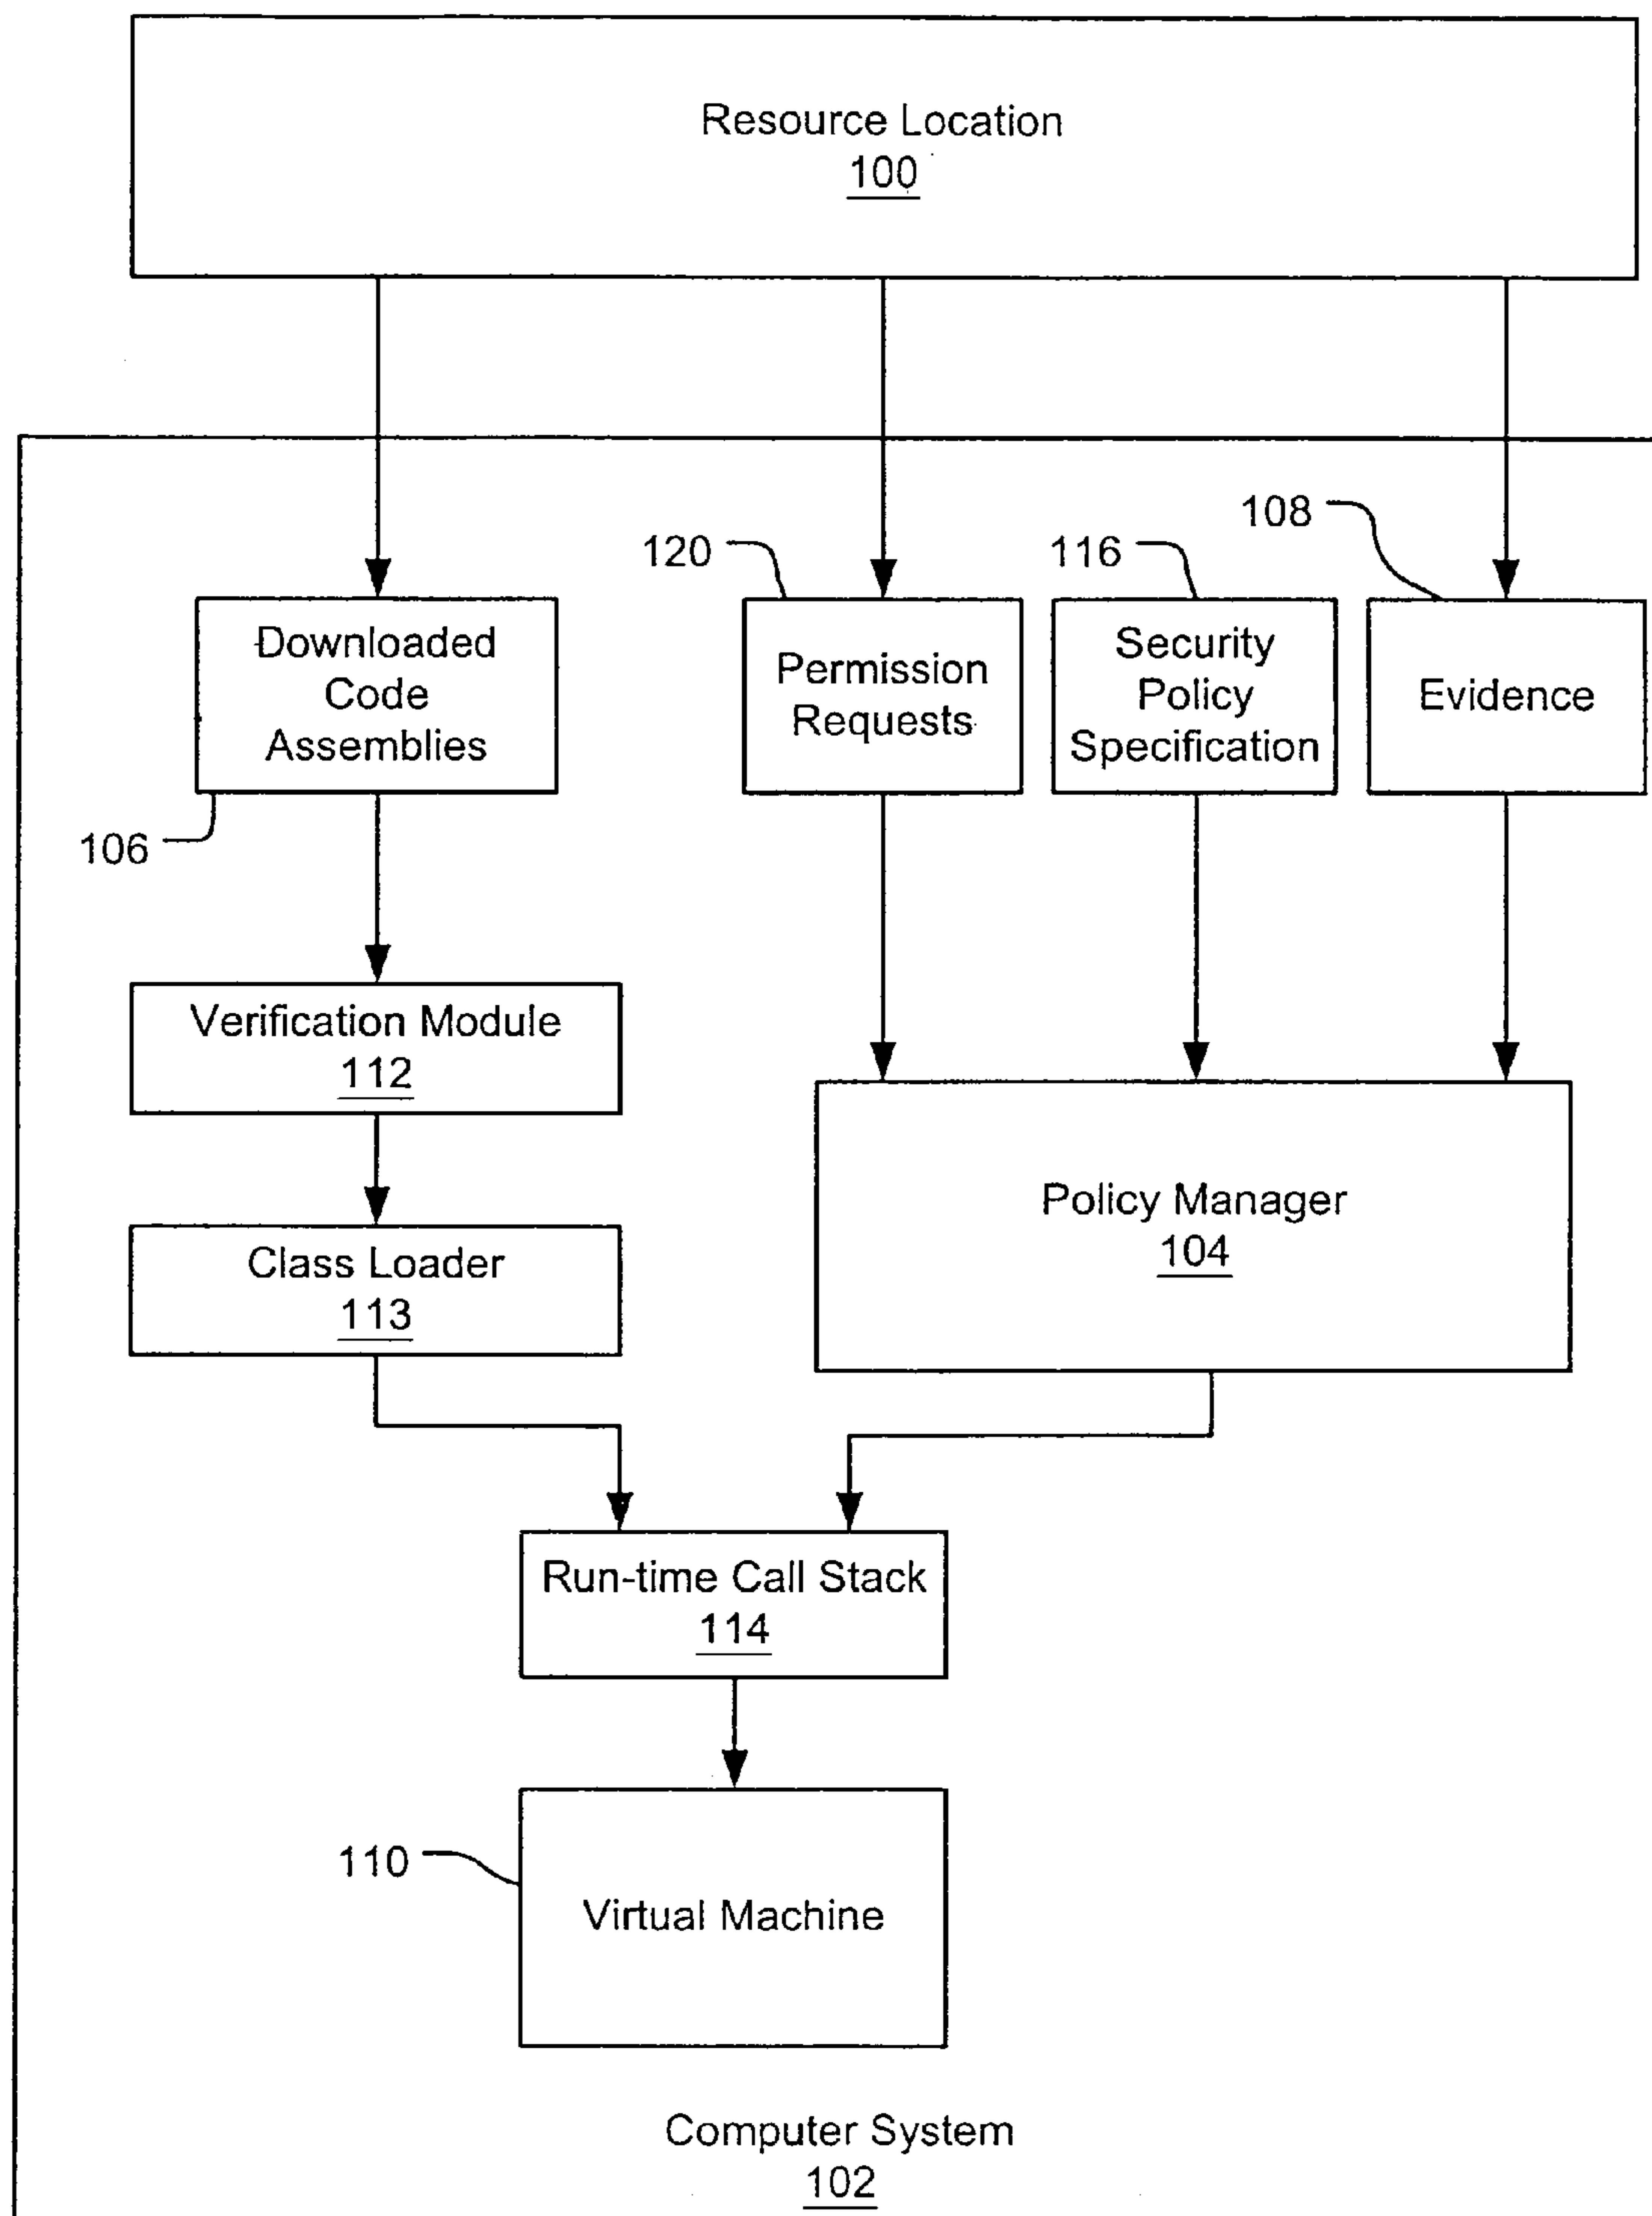 Resource Location
100
108
120
116
Downloaded
Code
Assemblies
Permission
Requests
Security
Policy
Specification
Evidence
106
Verification Module
112
Class Loader
113
Policy Manager
104
Run-time Call Stack
114
110
Virtual Machine
Computer System
102